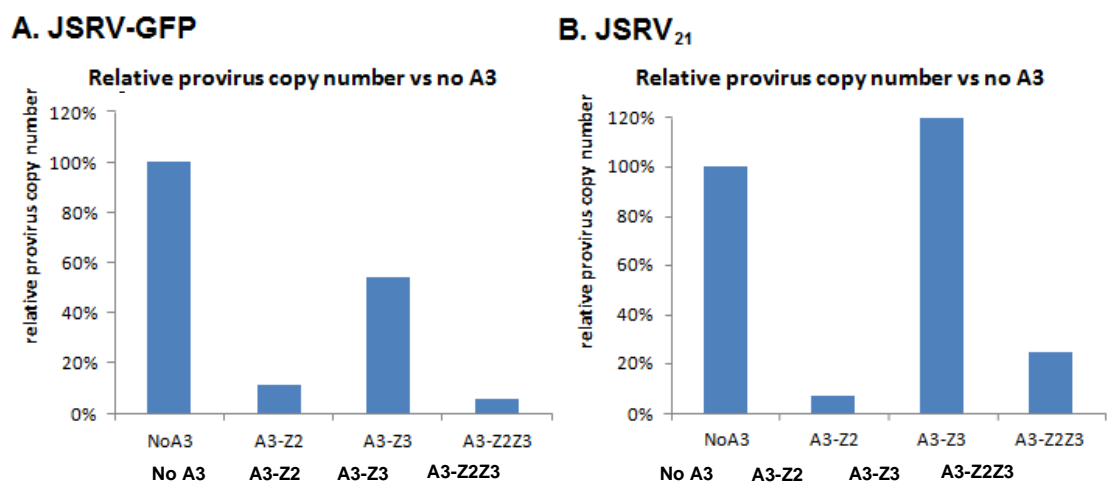 A. JSRV-GFP
Relative provirus copy number vs no A3
relative provirus copy number
120%
100%
80%
60%
40%
20%
0%
NoA3 A3-Z2 A3-Z3 A3-Z2Z3
No A3 A3-Z2 A3-Z3 A3-Z2Z3
B. JSRV21
Relative provirus copy number vs no A3
relative provirus copy number
120%
100%
80%
60%
40%
20%
0%
NoA3 A3-Z2 A3-Z3 A3-Z2Z3
No A3 A3-Z2 A3-Z3 A3-Z2Z3